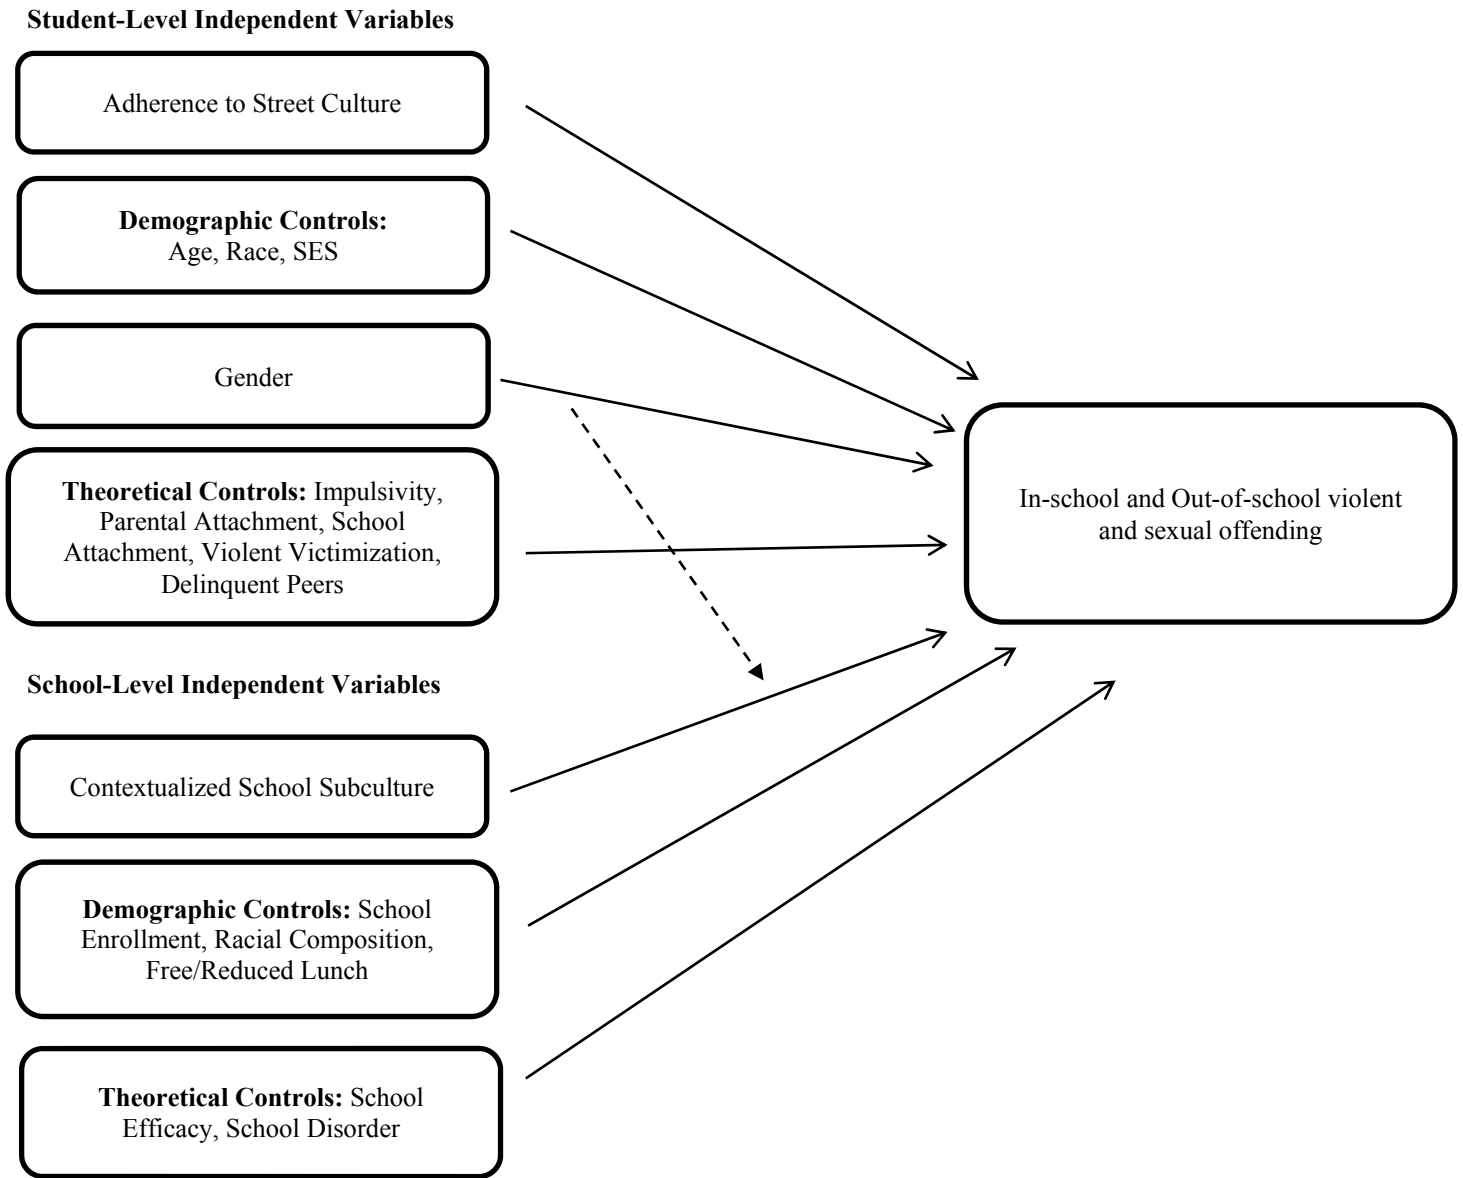 Student-Level Independent Variables
Adherence to Street Culture
Demographic Controls:
Age, Race, SES
Gender
Theoretical Controls: Impulsivity,
Parental Attachment, School
Attachment, Violent Victimization,
Delinquent Peers
In-school and Out-of-school violent
and sexual offending
School-Level Independent Variables
Contextualized School Subculture
Demographic Controls: School
Enrollment, Racial Composition,
Free/Reduced Lunch
Theoretical Controls: School
Efficacy, School Disorder